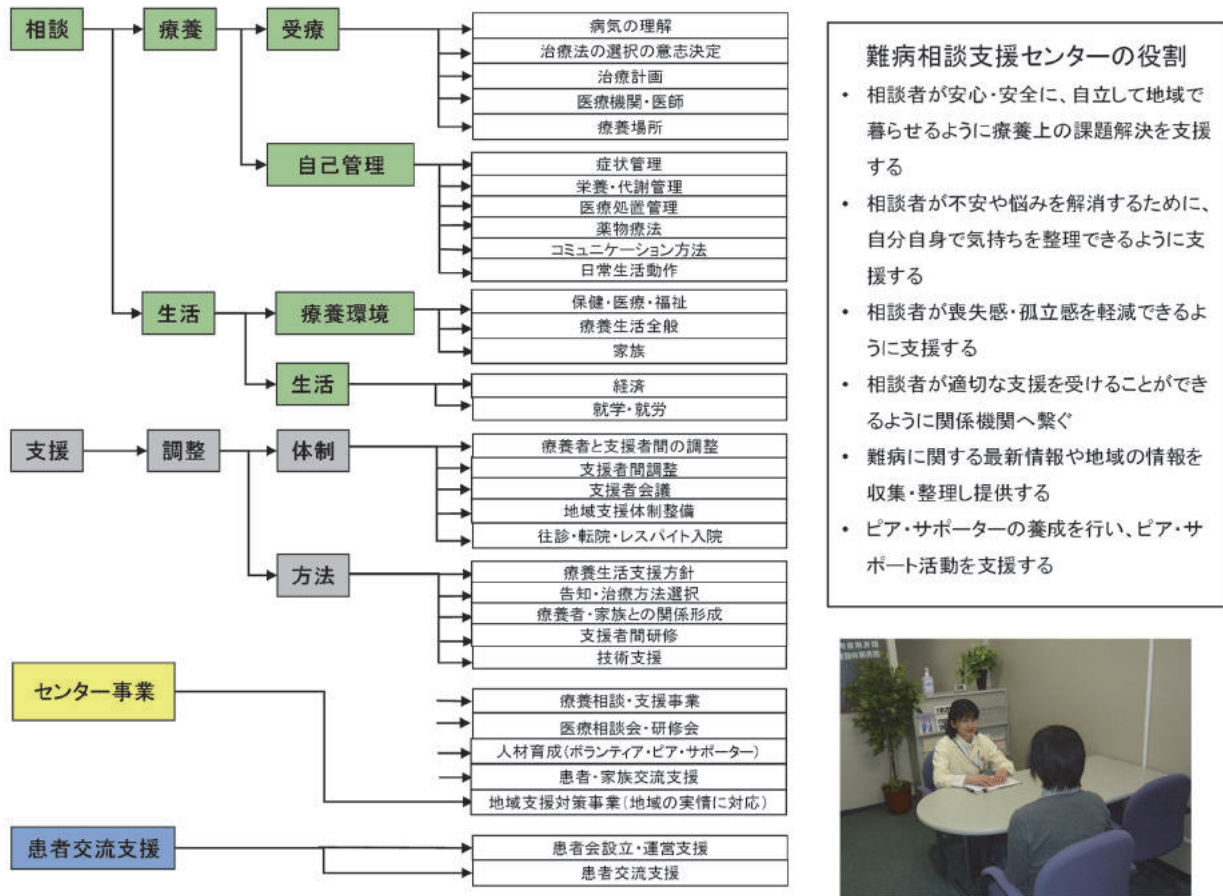 相談
療養
受療
病気の理解
治療法の選択の意志決定
治療計画
医療機関・医師
療養場所
自己管理
症状管理
栄養・代謝管理
医療処置管理
薬物療法
コミュニケーション方法
日常生活動作
生活
療養環境
保健・医療・福祉
療養生活全般
家族
生活
経済
就学・就労
支援
調整
体制
療養者と支援者間の調整
支援者間調整
支援者会議
地域支援体制整備
往診・転院・レスパイト入院
方法
療養生活支援方針
告知・治療方法選択
療養者・家族との関係形成
支援者間研修
技術支援
センター事業
療養相談・支援事業
医療相談会・研修会
人材育成(ボランティア・ピア・サポーター)
患者・家族交流支援
地域支援対策事業(地域の実情に対応)
患者交流支援
患者会設立・運営支援
患者交流支援
難病相談支援センターの役割
• 相談者が安心・安全に、自立して地域で
暮らせるように療養上の課題解決を支援
する
• 相談者が不安や悩みを解消するために、
自分自身で気持ちを整理できるように支
援する
• 相談者が喪失感・孤立感を軽減できるよ
うに支援する
• 相談者が適切な支援を受けることができ
るように関係機関へ繋ぐ
• 難病に関する最新情報や地域の情報を
収集・整理し提供する
• ピア・サポーターの養成を行い、ピア・サ
ポート活動を支援する